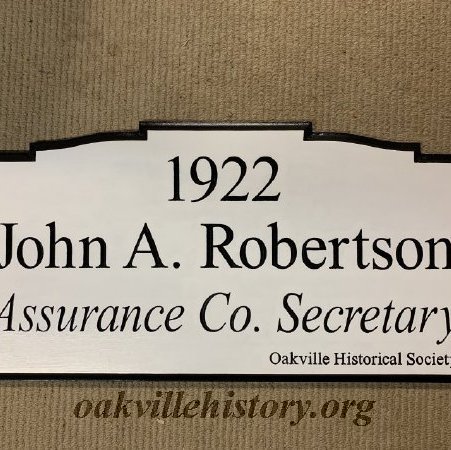 1922
John A. Robertson
Assurance Co. Secretary
Oakville Historical Society
oakvillehistory.org